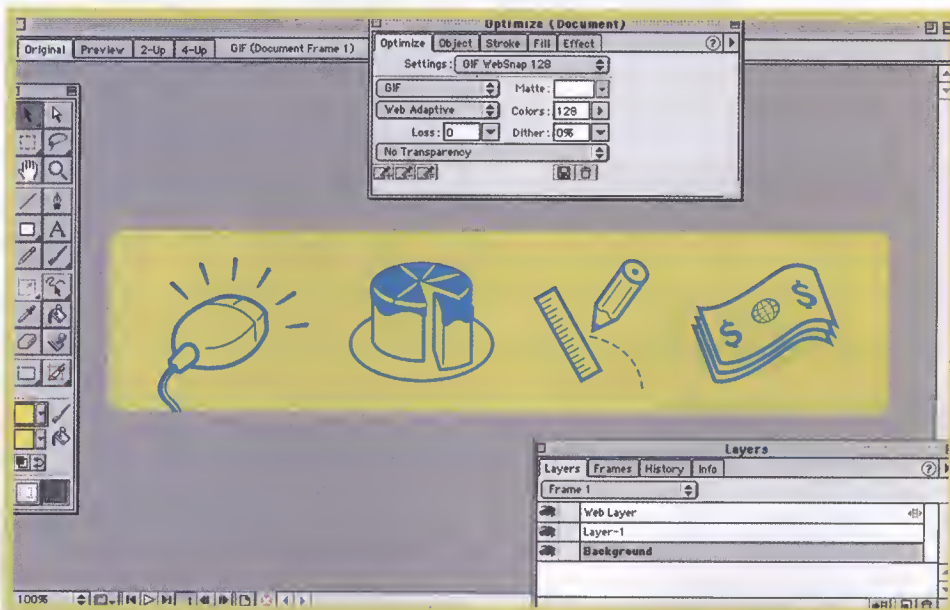 Optimize (Document)
Original Preview 2-Up 4-Up GIF (Document Frame 1)
Optimize Object Stroke Fill Effect ?
Settings: GIF WebSnap 128
GIF Matte:
Web Adaptive Colors: 128
Loss: 0 Dither: 0%
No Transparency
A
$ $
Layers
Layers Frames History Info ?
Frame 1
Web Layer
Layer-1
Background
100% 1